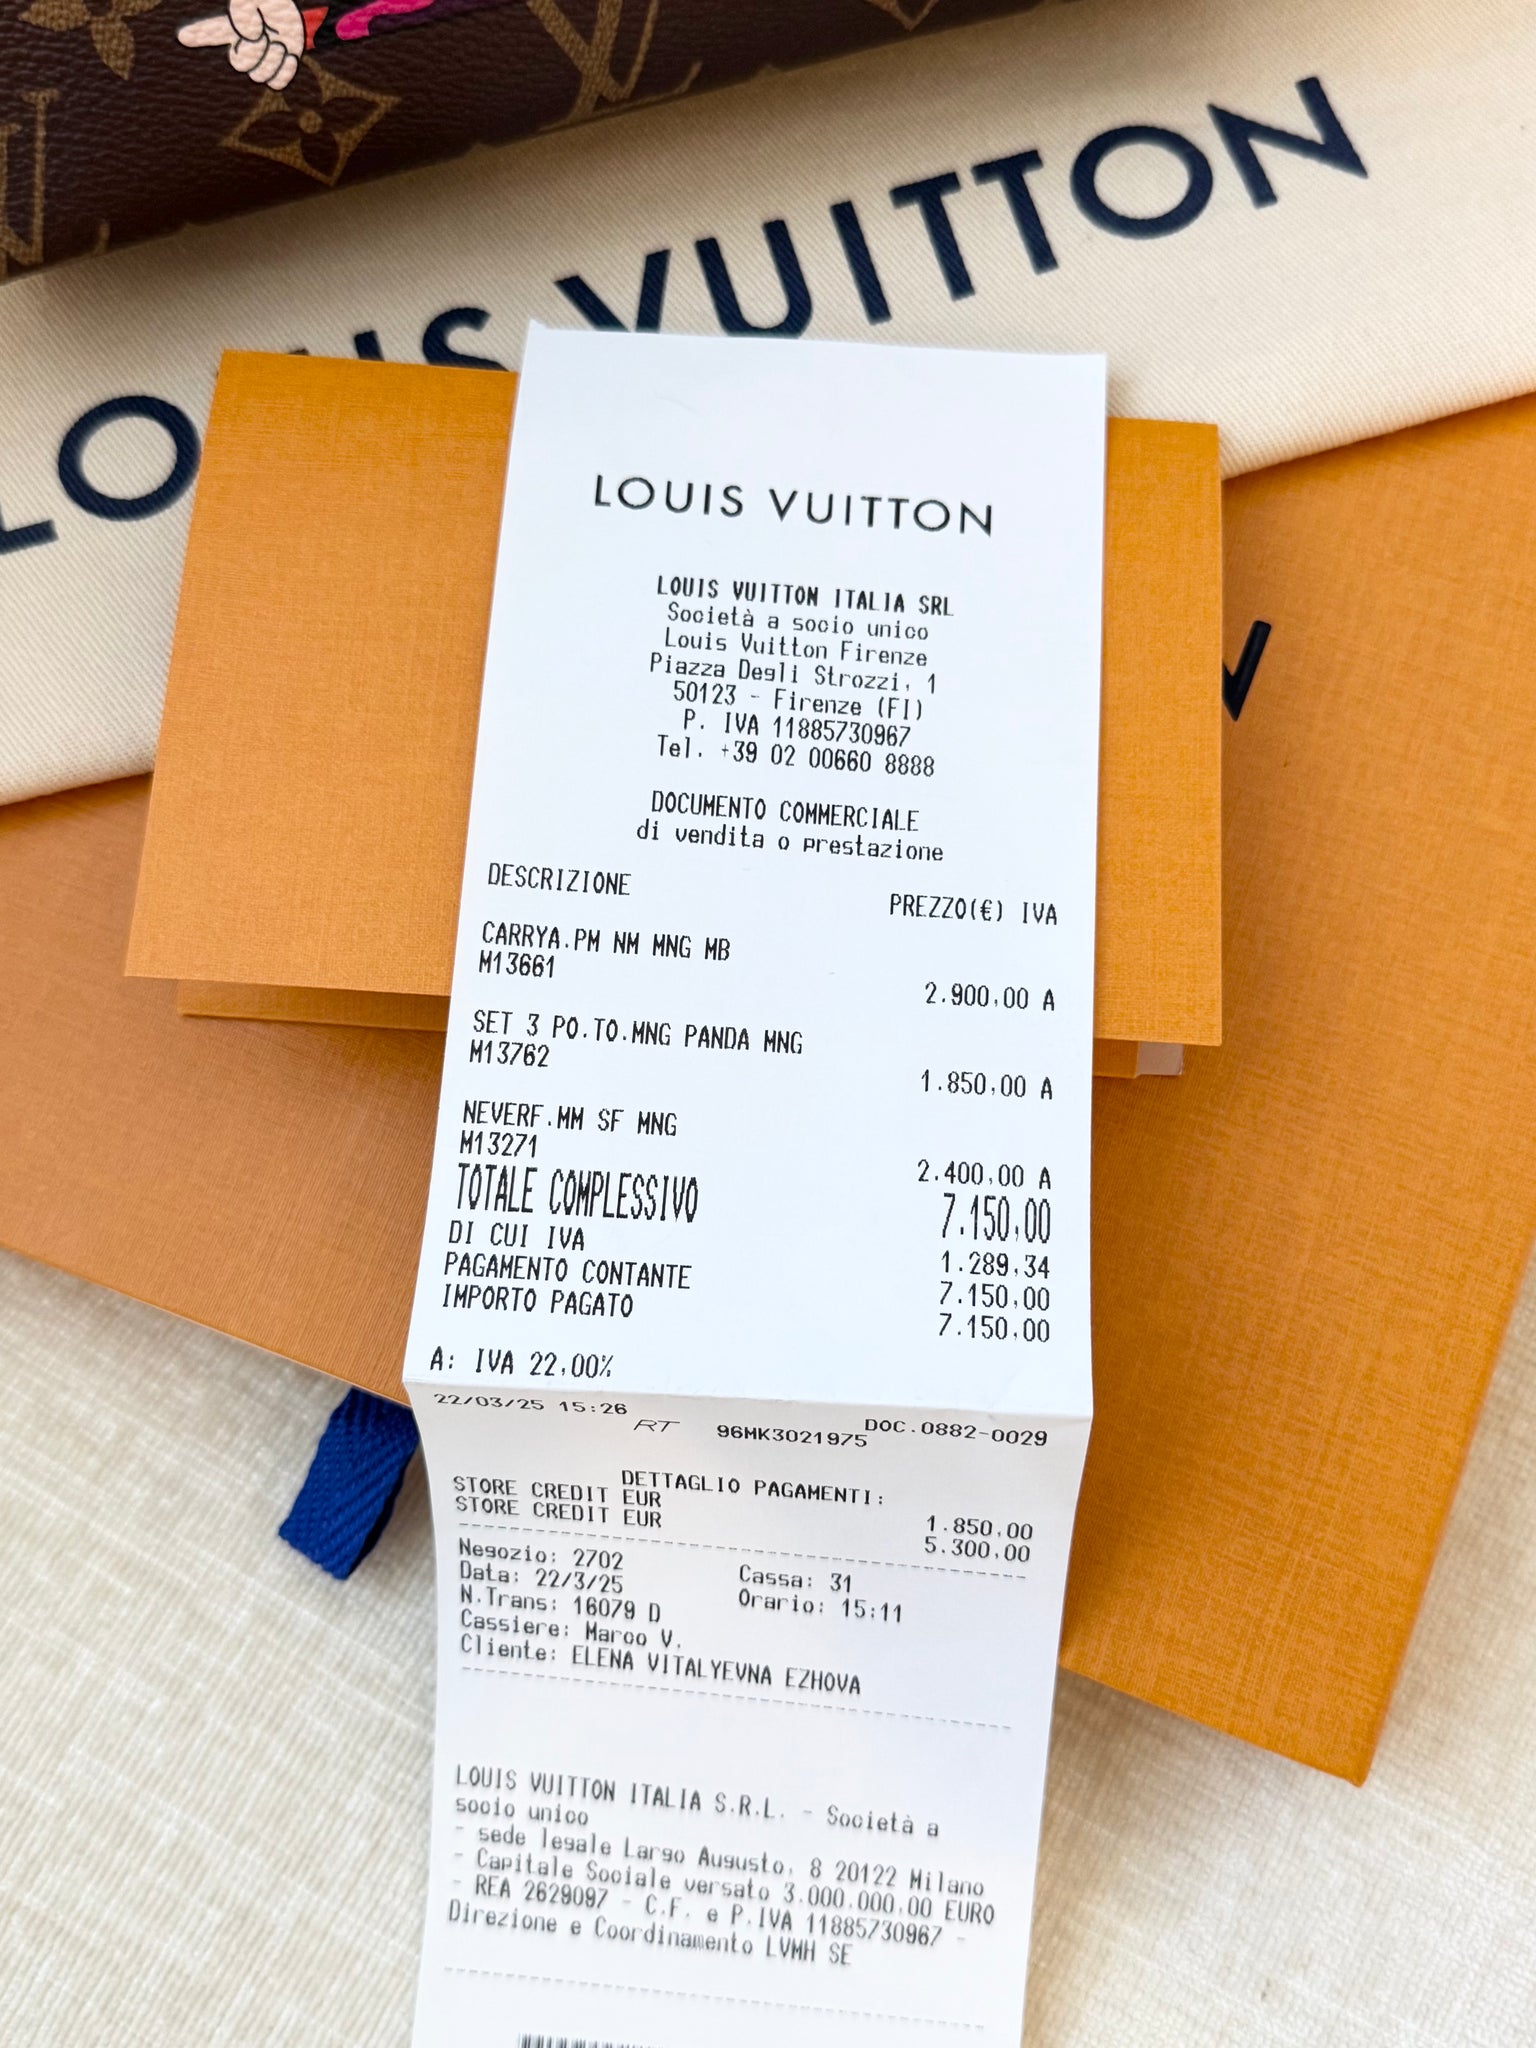 LOUIS VUITTON
LOUIS VUITTON
LOUIS VUITTON ITALIA SRL
Società a socio unico
Louis Vuitton Firenze
Piazza Degli Strozzi, 1
50123 - Firenze (FI)
P. IVA 11885730967
Tel. +39 02 00660 8888
DOCUMENTO COMMERCIALE
di vendita o prestazione
DESCRIZIONE PREZZO(€) IVA
CARRYA.PM NM MNG MB
M13661
2.900,00 A
SET 3 PO.TO.MNG PANDA MNG
M13762
1.850,00 A
NEVERF.MM SF MNG
M13271
2.400,00 A
TOTALE COMPLESSIVO 7.150,00
DI CUI IVA 1.289,34
PAGAMENTO CONTANTE 7.150,00
IMPORTO PAGATO 7.150,00
A: IVA 22,00%
22/03/25 15:26 DOC.0882-0029
RT 96MK3021975
DETTAGLIO PAGAMENTI:
STORE CREDIT EUR 1.850,00
STORE CREDIT EUR 5.300,00
Negozio: 2702 Cassa: 31
Data: 22/3/25 Orario: 15:11
N.Trans: 16079 D
Cassiere: Marco V.
Cliente: ELENA VITALYEVNA EZHOVA
LOUIS VUITTON ITALIA S.R.L. - Società a
socio unico
- sede legale Largo Augusto, 8 20122 Milano
- Capitale Sociale versato 3.000.000,00 EURO
- REA 2629097 - C.F. e P.IVA 11885730967 -
Direzione e Coordinamento LVMH SE